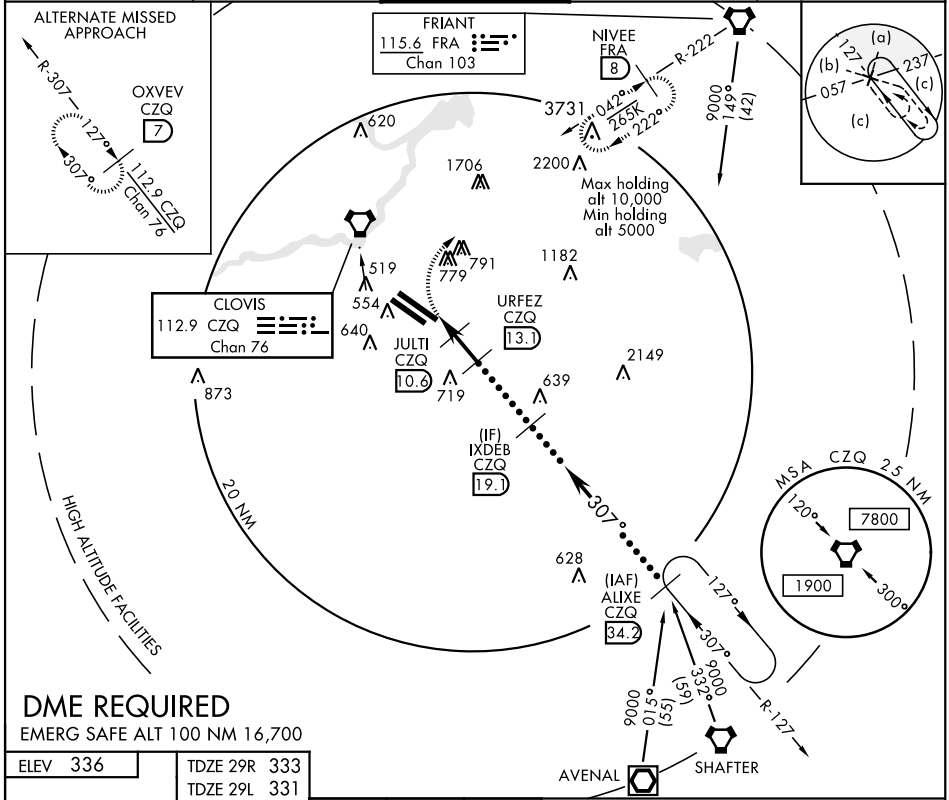 ALTERNATE MISSED
APPROACH
R-307
OXVEV
CZQ
7
127°
307°
112.9 CZQ
Chan 76
FRIANT
115.6 FRA
Chan 103
NIVEE
FRA
8
R-222
042°
265K
222°
9000
149°
(42)
3731
2200
Max holding
alt 10,000
Min holding
alt 5000
127
(a)
237
(b)
057
(c)
(c)
620
1706
519
779
791
1182
554
640
CLOVIS
112.9 CZQ
Chan 76
URFEZ
CZQ
13.1
JULTI
CZQ
10.6
719
639
2149
873
(IF)
IXDEB
CZQ
19.1
20 NM
HIGH ALTITUDE FACILITIES
307°
628
(IAF)
ALIXE
CZQ
34.2
127°
307°
R-127
MSA CZQ 25 NM
120°
7800
1900
300°
9000
015°
(55)
9000
332°
(59)
AVENAL
SHAFTER
DME REQUIRED
EMERG SAFE ALT 100 NM 16,700
ELEV 336
TDZE 29R 333
TDZE 29L 331